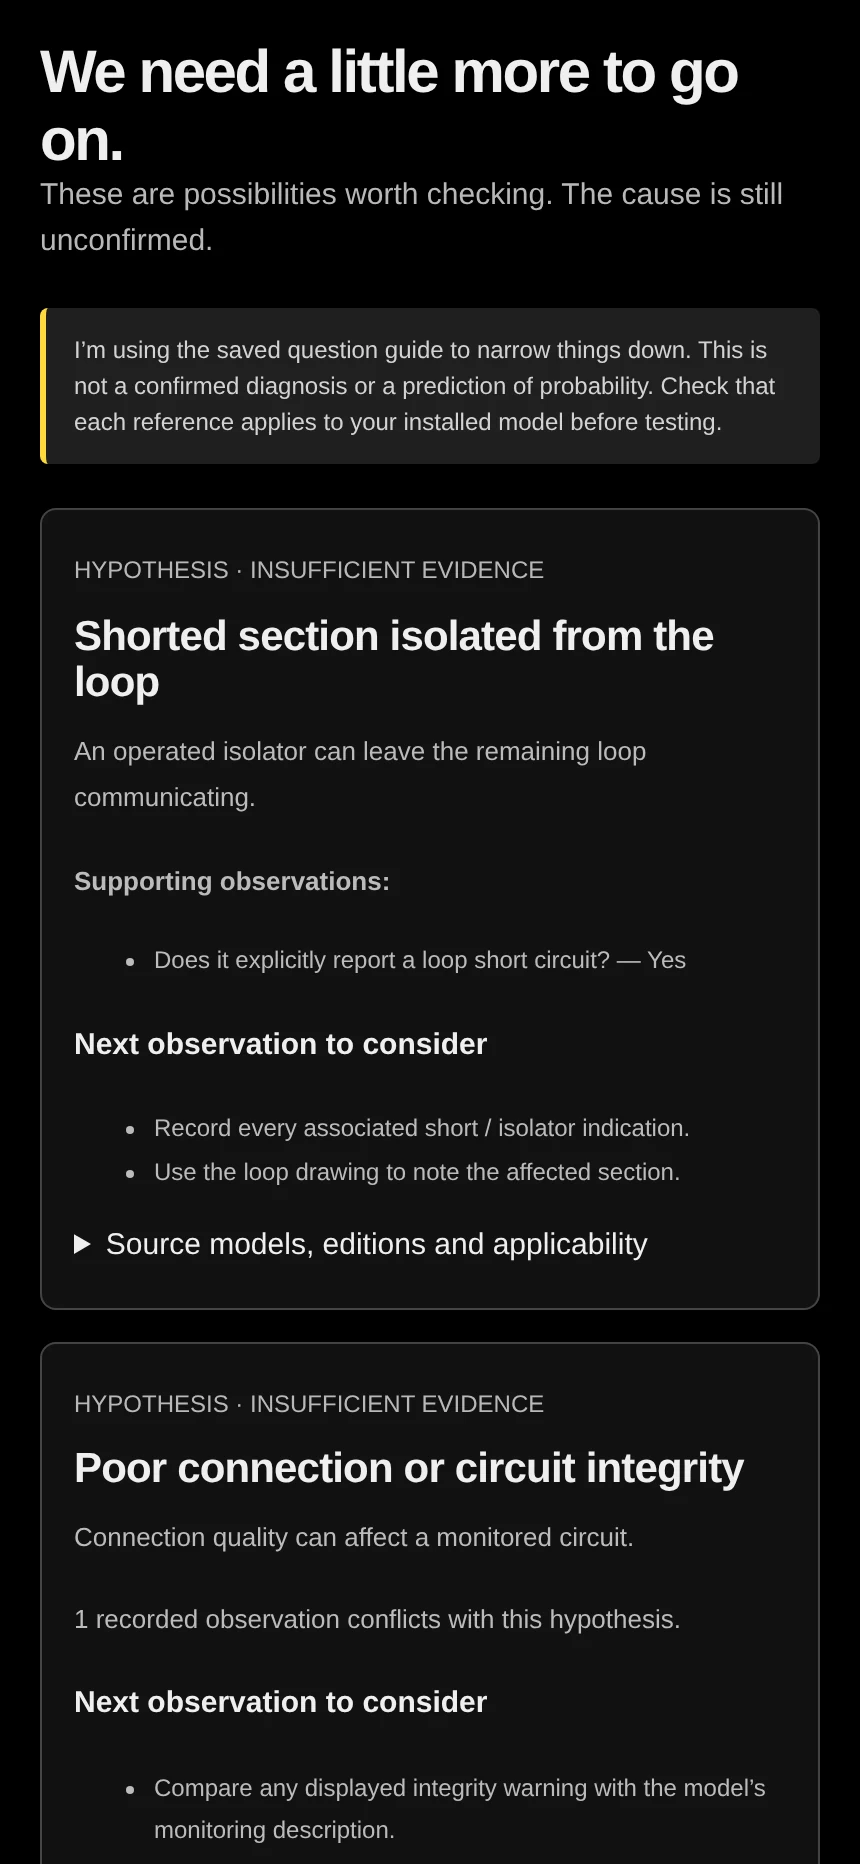 We need a little more to go
on.
These are possibilities worth checking. The cause is still
unconfirmed.
I’m using the saved question guide to narrow things down. This is
not a confirmed diagnosis or a prediction of probability. Check that
each reference applies to your installed model before testing.
HYPOTHESIS · INSUFFICIENT EVIDENCE
Shorted section isolated from the
loop
An operated isolator can leave the remaining loop
communicating.
Supporting observations:
• Does it explicitly report a loop short circuit? — Yes
Next observation to consider
• Record every associated short / isolator indication.
• Use the loop drawing to note the affected section.
▶ Source models, editions and applicability
HYPOTHESIS · INSUFFICIENT EVIDENCE
Poor connection or circuit integrity
Connection quality can affect a monitored circuit.
1 recorded observation conflicts with this hypothesis.
Next observation to consider
• Compare any displayed integrity warning with the model’s
monitoring description.